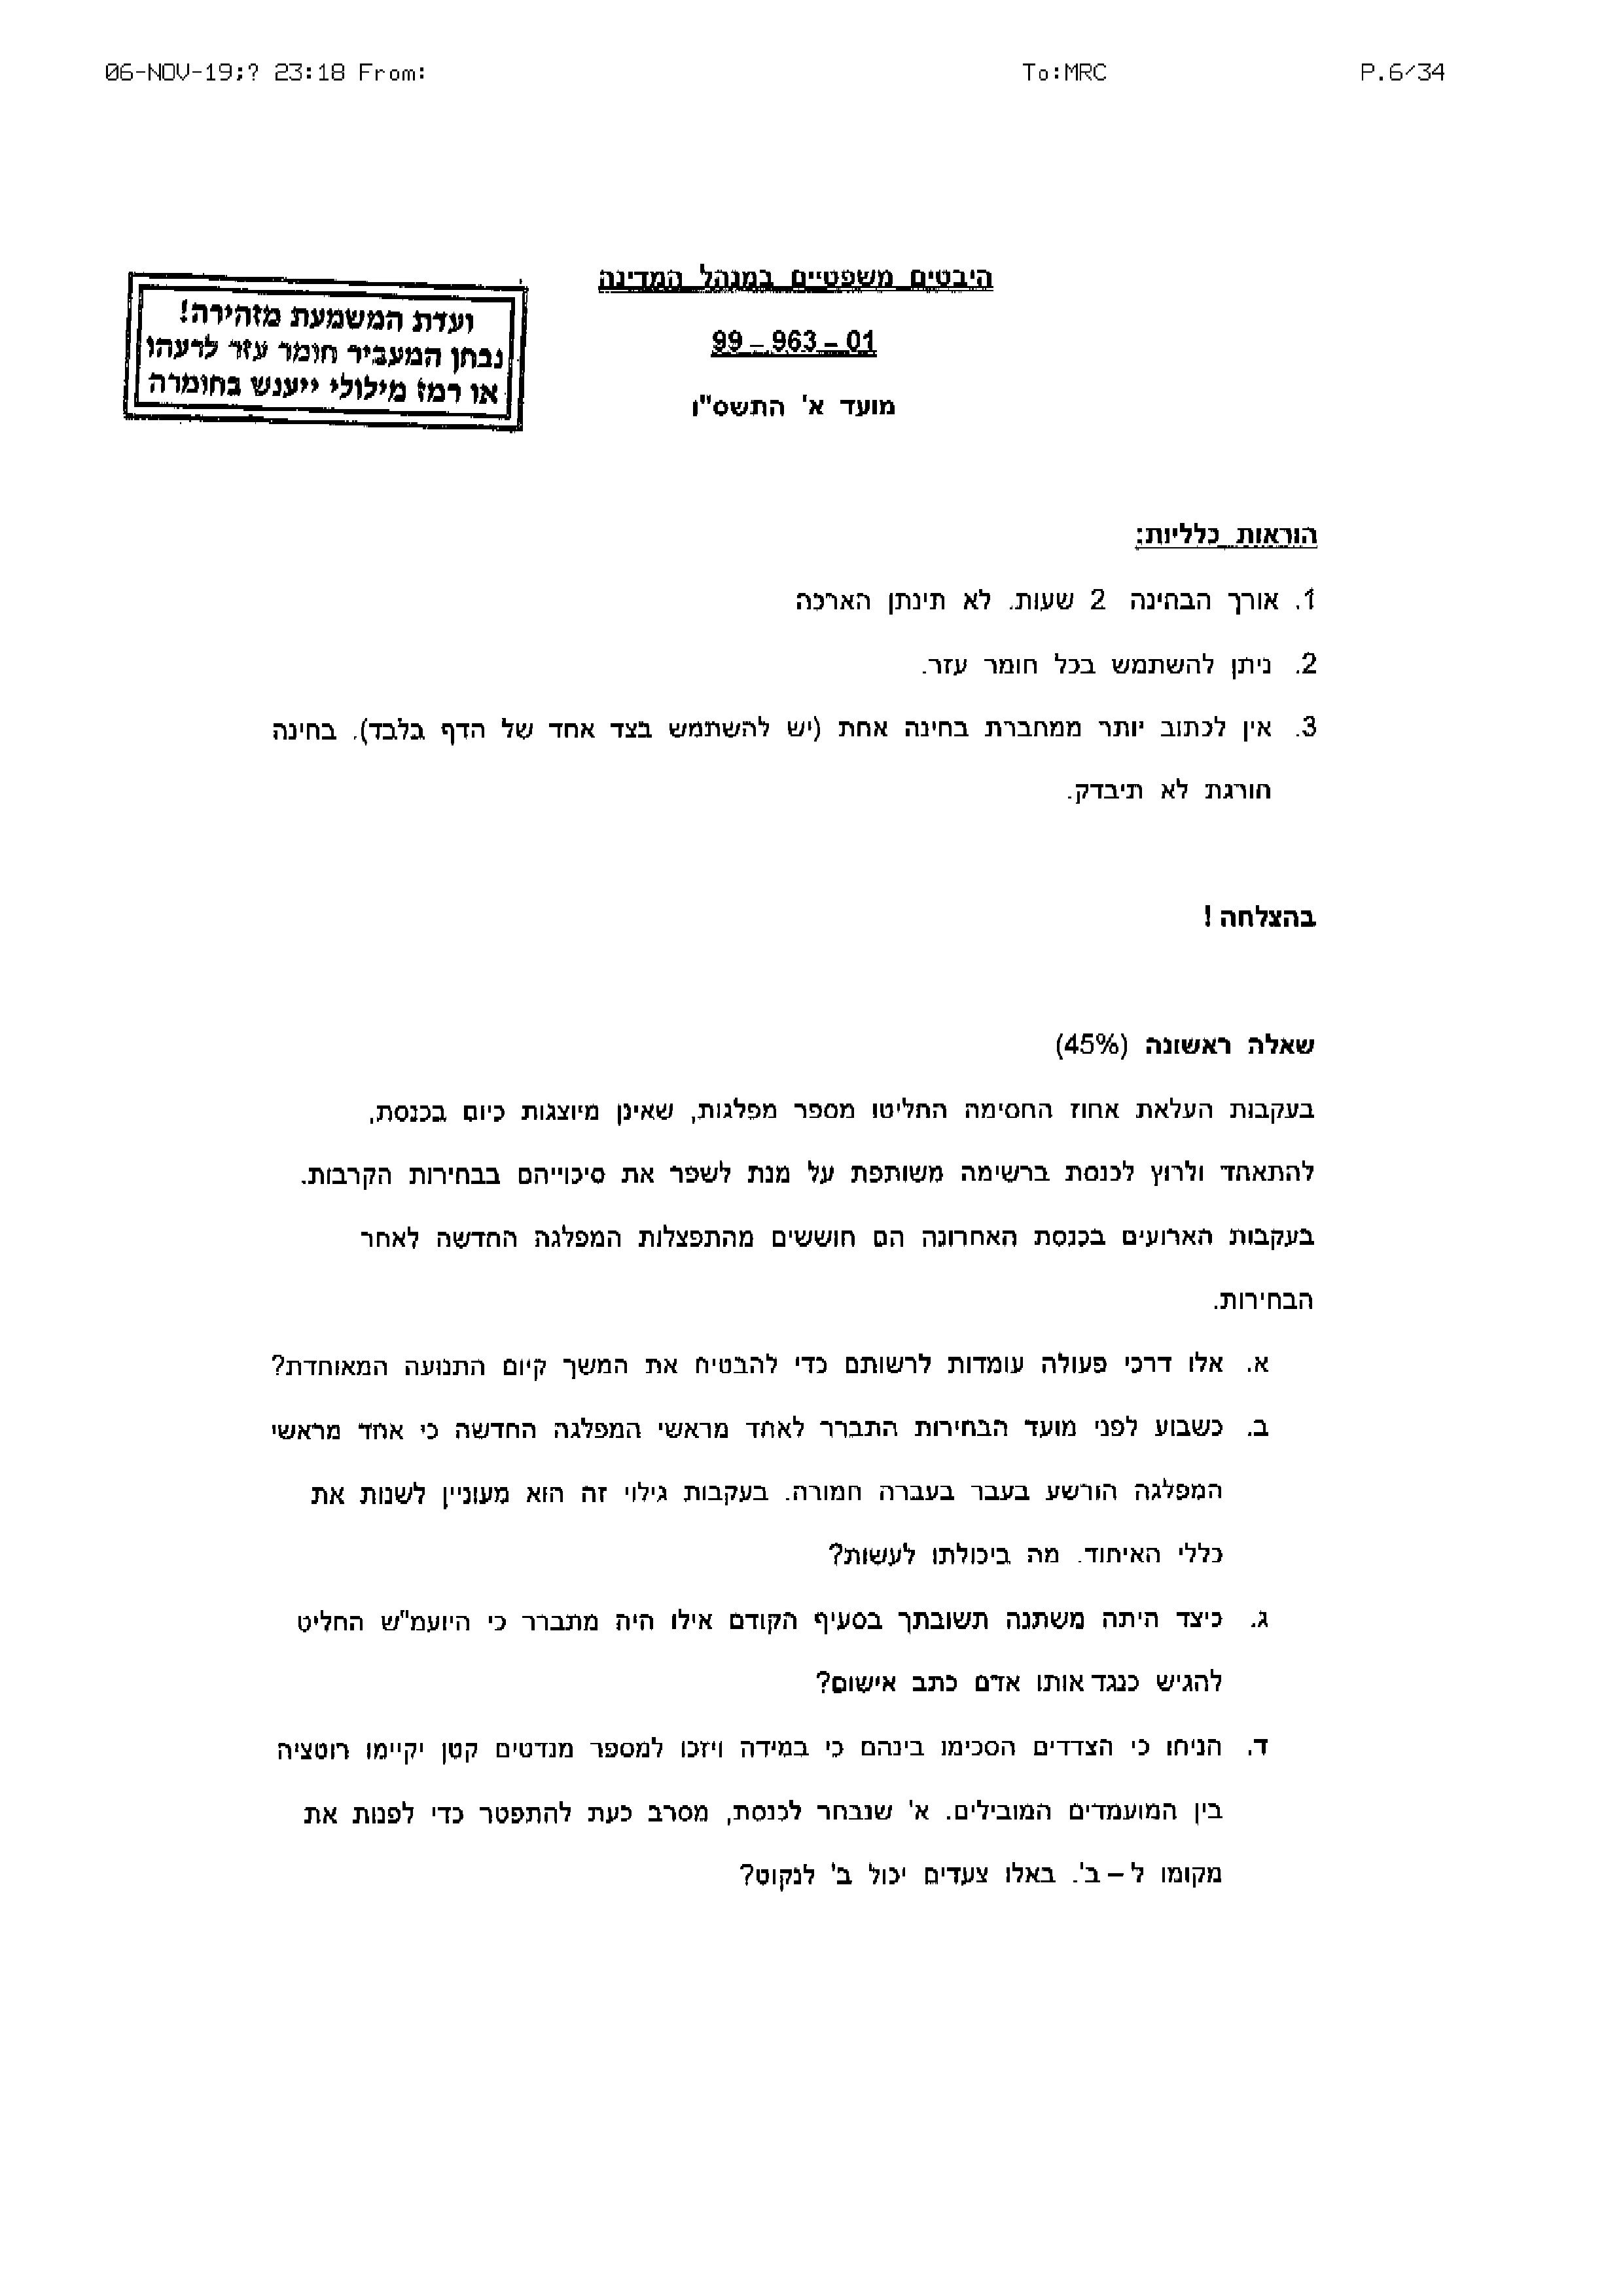 06-NOV-19;? 23:18 From: To:MRC P.6/34
היבטים משפטיים במנהל המדינה
ועדת המשמעת מזהירה!
נבחן המעביר חומר עזר לרעהו
או רמז מילולי ייענש בחומרה
99 – 963 – 01
מועד א' התשס"ו
הוראות כלליות:
1. אורך הבחינה 2 שעות. לא תינתן הארכה
2. ניתן להשתמש בכל חומר עזר.
3. אין לכתוב יותר ממחברת בחינה אחת (יש להשתמש בצד אחד של הדף בלבד). בחינה
חורגת לא תיבדק.
בהצלחה !
שאלה ראשונה (45%)
בעקבות העלאת אחוז החסימה החליטו מספר מפלגות, שאינן מיוצגות כיום בכנסת,
להתאחד ולרוץ לכנסת ברשימה משותפת על מנת לשפר את סיכוייהם בבחירות הקרבות.
בעקבות הארועים בכנסת האחרונה הם חוששים מהתפצלות המפלגה החדשה לאחר
הבחירות.
א. אלו דרכי פעולה עומדות לרשותם כדי להבטיח את המשך קיום התנועה המאוחדת?
ב. כשבוע לפני מועד הבחירות התברר לאחד מראשי המפלגה החדשה כי אחד מראשי
המפלגה הורשע בעבר בעברה חמורה. בעקבות גילוי זה הוא מעוניין לשנות את
כללי האיחוד. מה ביכולתו לעשות?
ג. כיצד היתה משתנה תשובתך בסעיף הקודם אילו היה מתברר כי היועמ"ש החליט
להגיש כנגד אותו אדם כתב אישום?
ד. הניחו כי הצדדים הסכימו בינהם כי במידה ויזכו למספר מנדטים קטן יקיימו רוטציה
בין המועמדים המובילים. א' שנבחר לכנסת, מסרב כעת להתפטר כדי לפנות את
מקומו ל – ב'. באלו צעדים יכול ב' לנקוט?